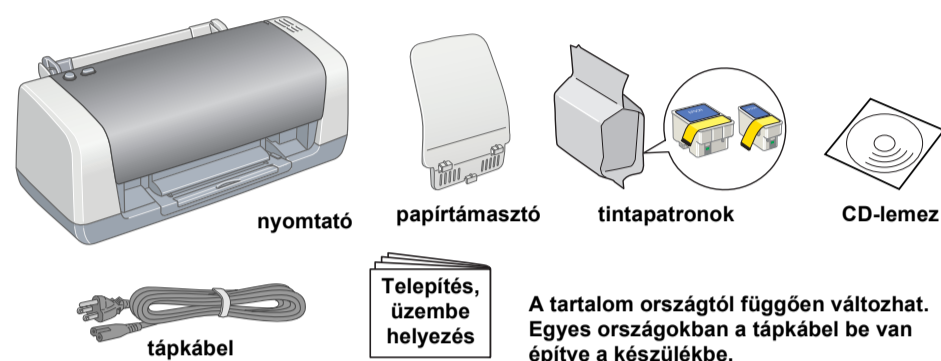 nyomtató
papírtámasztó
tintapatronok
CD-lemez
tápkábel
Telepítés,
üzembe
helyezés
A tartalom országtól függően változhat.
Egyes országokban a tápkábel be van
építve a készülékbe.